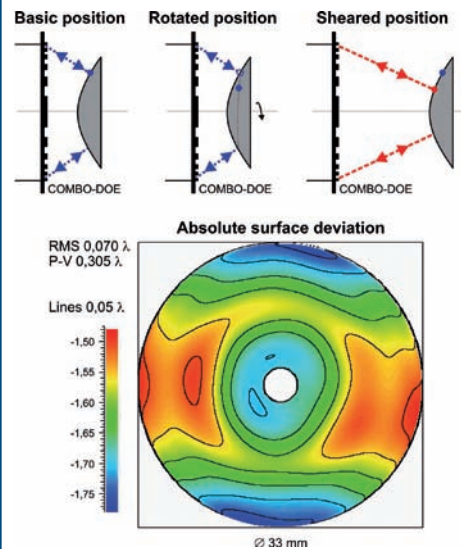 Basic position Rotated position Sheared position
COMBO-DOE COMBO-DOE COMBO-DOE
Absolute surface deviation
RMS 0,070 λ
P-V 0,305 λ
Lines 0,05 λ
-1,50
-1,55
-1,60
-1,65
-1,70
-1,75
∅ 33 mm